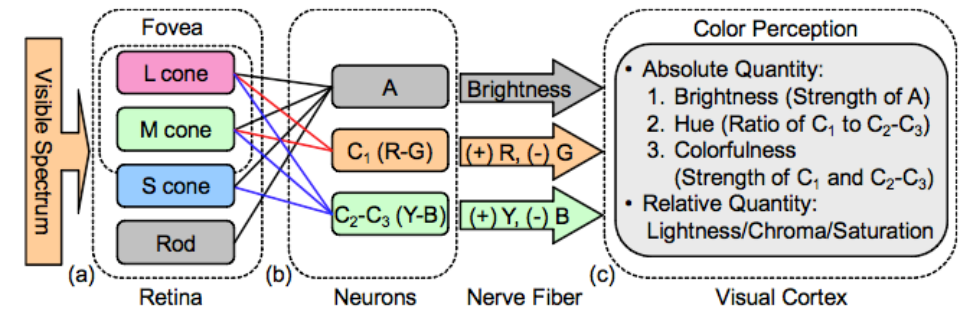 Visible Spectrum
(a)
Fovea
L cone
M cone
S cone
Rod
Retina
(b)
A
C₁ (R-G)
C₂-C₃ (Y-B)
Neurons
Brightness
(+) R, (-) G
(+) Y, (-) B
Nerve Fiber
(c)
Color Perception
• Absolute Quantity:
1. Brightness (Strength of A)
2. Hue (Ratio of C₁ to C₂-C₃)
3. Colorfulness
(Strength of C₁ and C₂-C₃)
• Relative Quantity:
Lightness/Chroma/Saturation
Visual Cortex